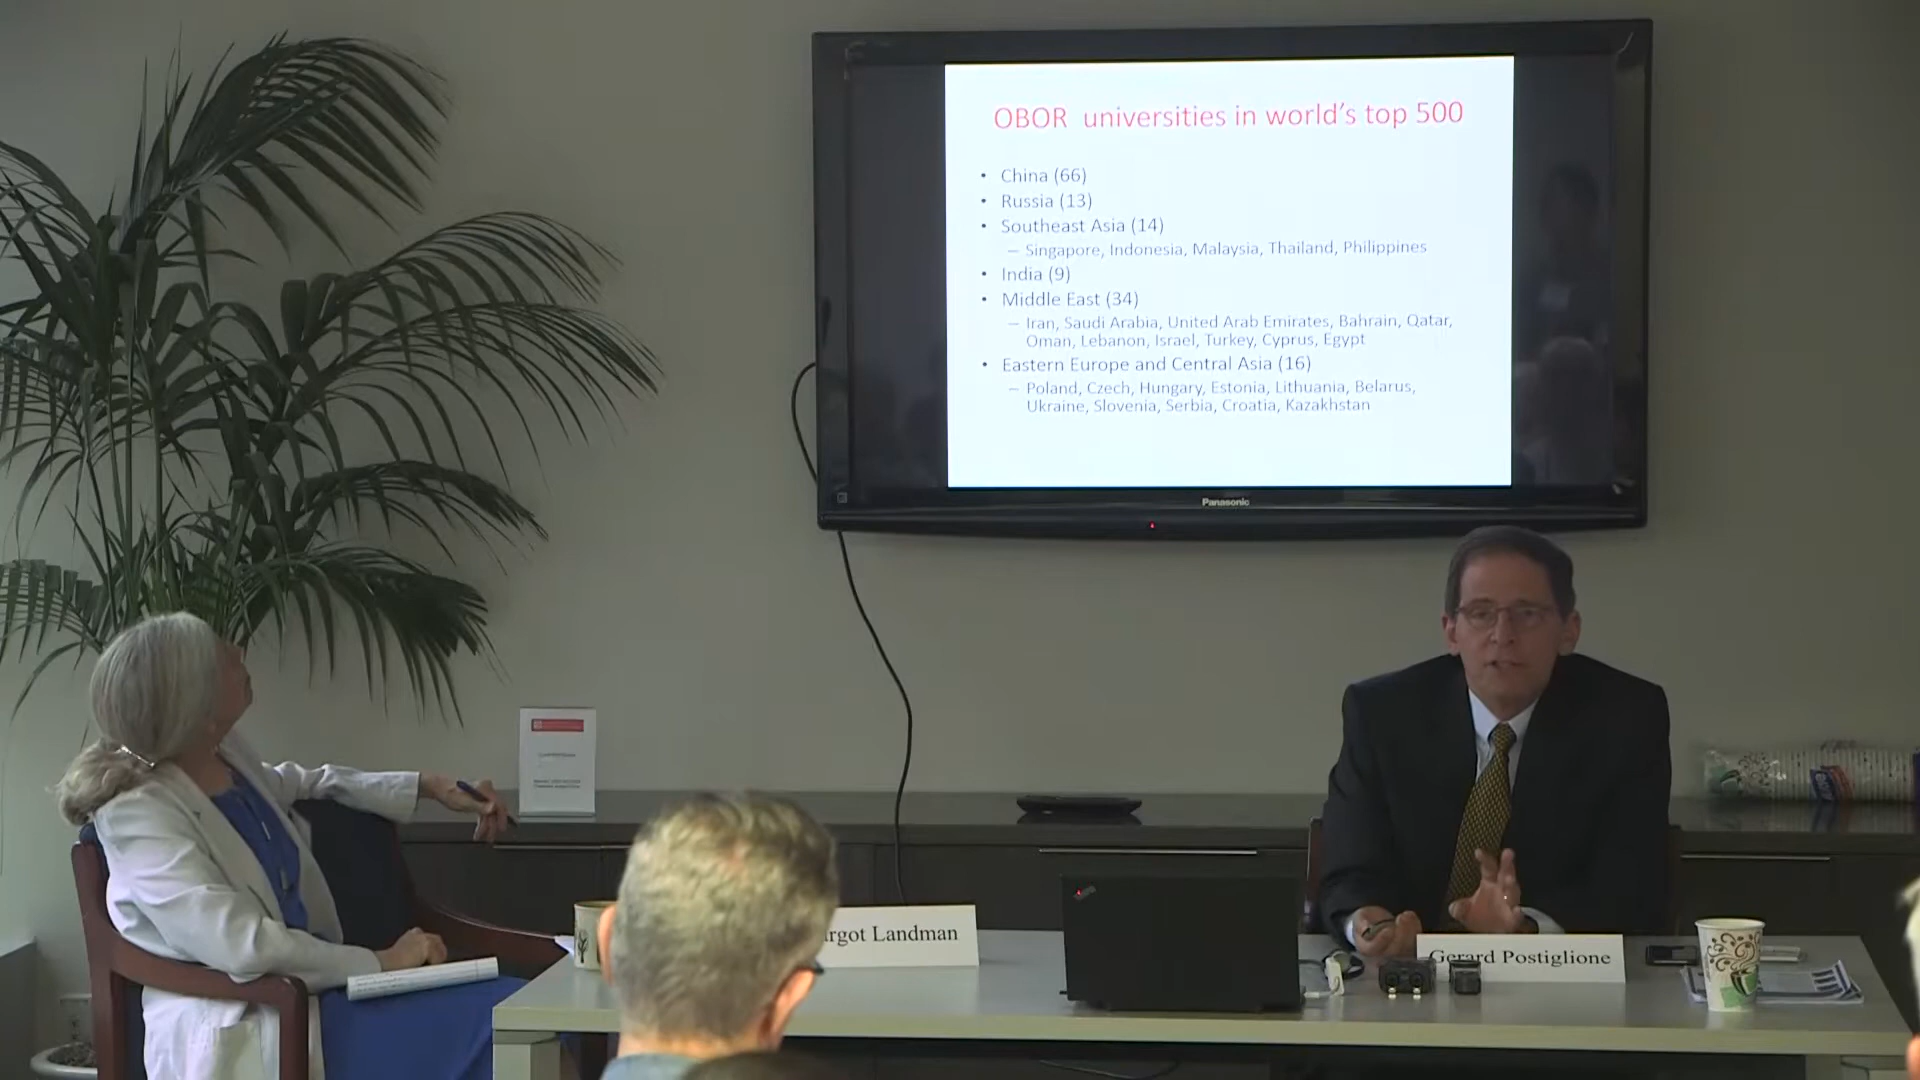 OBOR universities in world's top 500
• China (66)
• Russia (13)
• Southeast Asia (14)
– Singapore, Indonesia, Malaysia, Thailand, Philippines
• India (9)
• Middle East (34)
– Iran, Saudi Arabia, United Arab Emirates, Bahrain, Qatar,
Oman, Lebanon, Israel, Turkey, Cyprus, Egypt
• Eastern Europe and Central Asia (16)
– Poland, Czech, Hungary, Estonia, Lithuania, Belarus,
Ukraine, Slovenia, Serbia, Croatia, Kazakhstan
Panasonic
rgot Landman
Gerard Postiglione